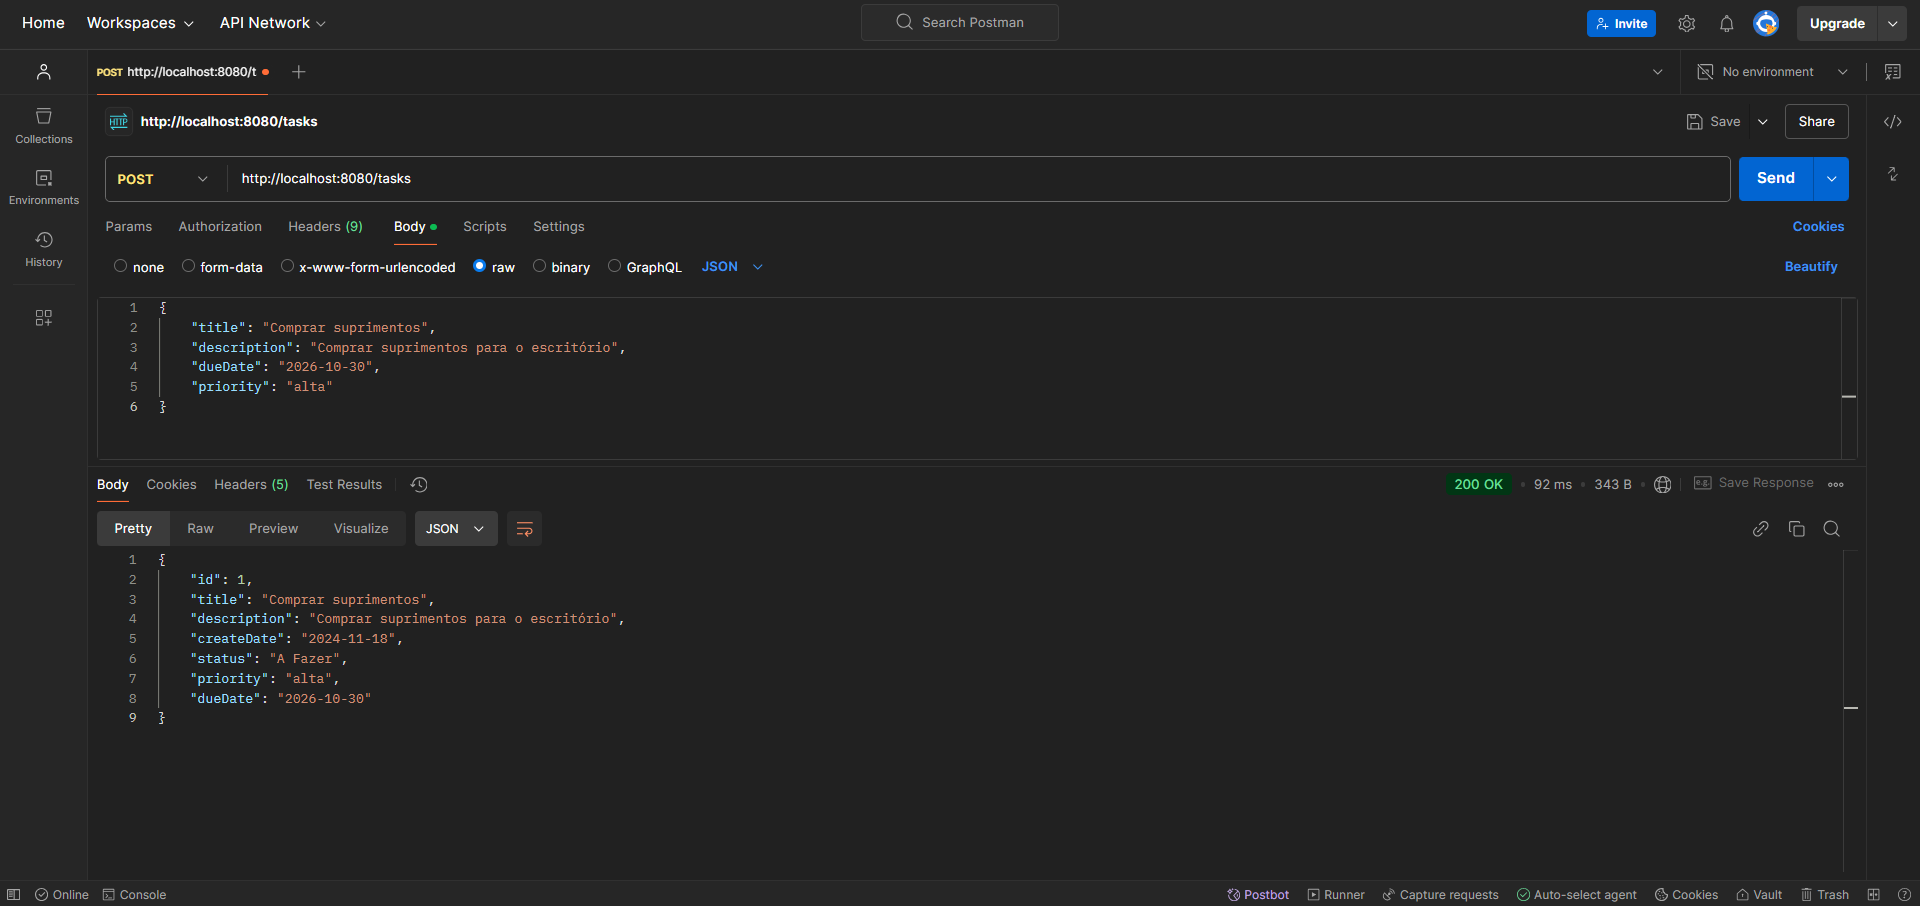 Home Workspaces API Network Search Postman Invite Upgrade
POST http://localhost:8080/t No environment
HTTP http://localhost:8080/tasks Save Share
Collections
POST http://localhost:8080/tasks Send
Environments
Params Authorization Headers (9) Body Scripts Settings Cookies
History
none form-data x-www-form-urlencoded raw binary GraphQL JSON Beautify
1 {
2 "title": "Comprar suprimentos",
3 "description": "Comprar suprimentos para o escritório",
4 "dueDate": "2026-10-30",
5 "priority": "alta"
6 }
Body Cookies Headers (5) Test Results 200 OK • 92 ms • 343 B • e.g. Save Response
Pretty Raw Preview Visualize JSON
1 {
2 "id": 1,
3 "title": "Comprar suprimentos",
4 "description": "Comprar suprimentos para o escritório",
5 "createDate": "2024-11-18",
6 "status": "A Fazer",
7 "priority": "alta",
8 "dueDate": "2026-10-30"
9 }
Online Console Postbot Runner Capture requests Auto-select agent Cookies Vault Trash